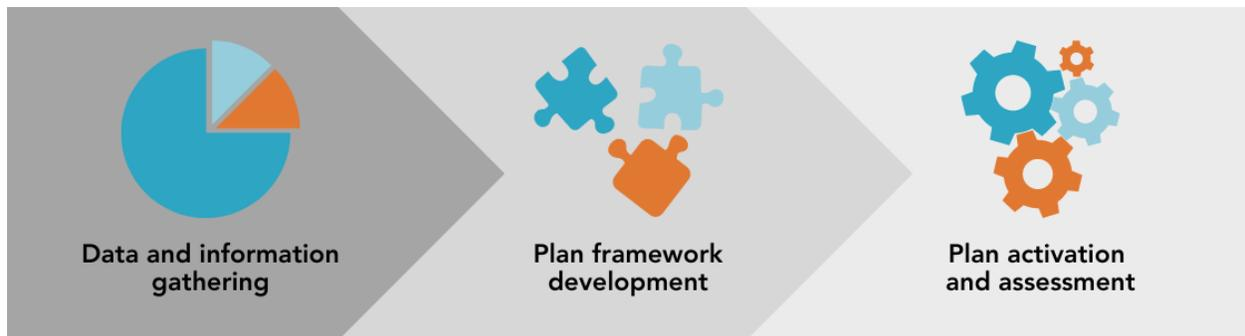 Data and information
gathering
Plan framework
development
Plan activation
and assessment